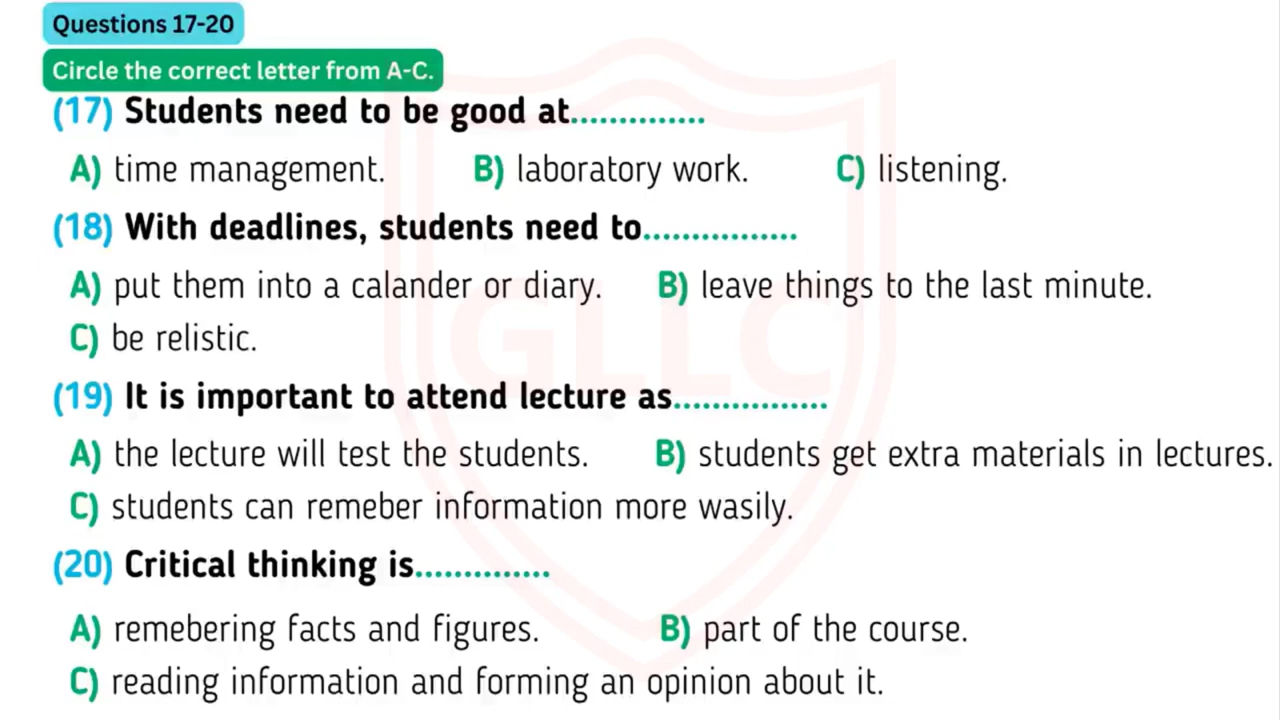 Questions 17-20
Circle the correct letter from A-C.
(17) Students need to be good at..............
A) time management. B) laboratory work. C) listening.
(18) With deadlines, students need to................
A) put them into a calander or diary. B) leave things to the last minute.
C) be relistic.
(19) It is important to attend lecture as................
A) the lecture will test the students. B) students get extra materials in lectures.
C) students can remeber information more wasily.
(20) Critical thinking is..............
A) remebering facts and figures. B) part of the course.
C) reading information and forming an opinion about it.
GLLC